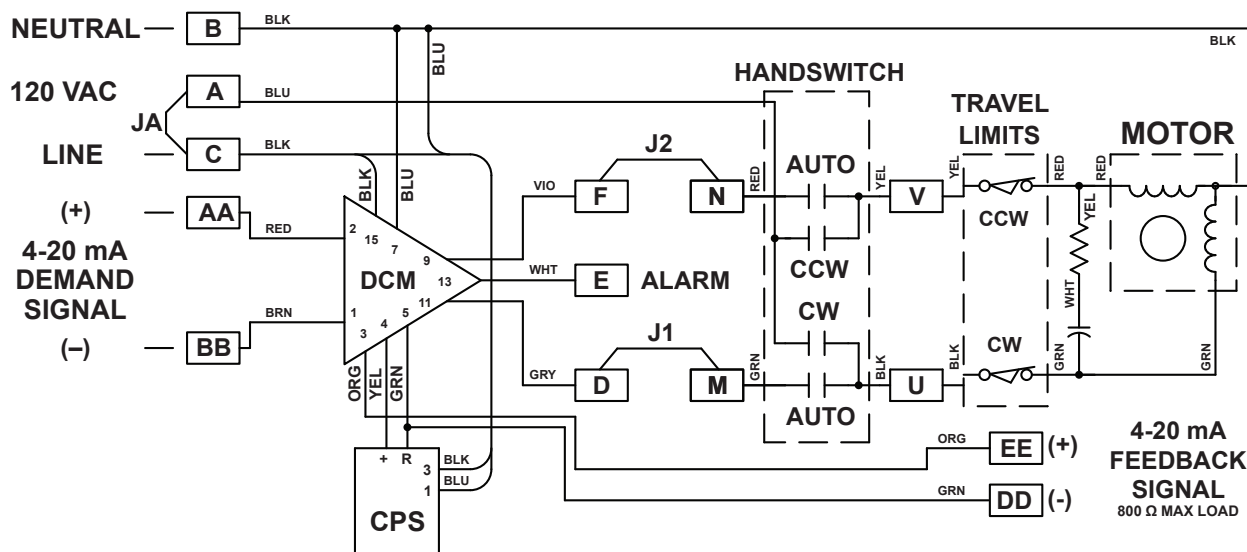 NEUTRAL
B
BLK
BLU
BLK
120 VAC
A
BLU
JA
LINE
C
BLK
HANDSWITCH
TRAVEL
LIMITS
MOTOR
J2
AUTO
BLK
BLU
VIO
F
N
RED
YEL
V
YEL
RED
RED
CCW
CCW
YEL
(+)
AA
RED
4-20 mA
DEMAND
SIGNAL
2
15
7
9
DCM
13
11
1
3
4
5
WHT
E
ALARM
CW
WHT
BRN
(–)
BB
J1
GRY
D
M
GRN
BLK
U
BLK
CW
GRN
GRN
AUTO
ORG
YEL
GRN
ORG
EE
(+)
4-20 mA
FEEDBACK
SIGNAL
800 Ω MAX LOAD
GRN
DD
(-)
+
R
3
BLK
1
BLU
CPS